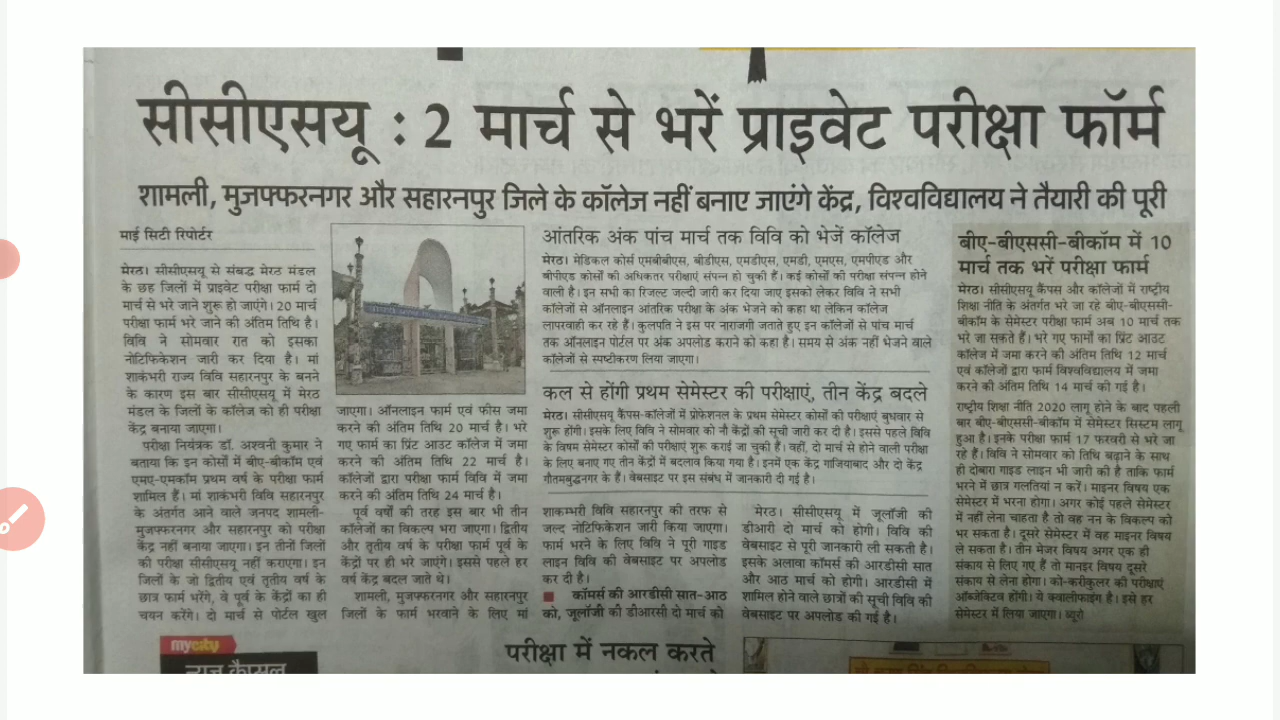 सीसीएसयू : 2 मार्च से भरें प्राइवेट परीक्षा फॉर्म
शामली, मुजफ्फरनगर और सहारनपुर जिले के कॉलेज नहीं बनाए जाएंगे केंद्र, विश्वविद्यालय ने तैयारी की पूरी
माई सिटी रिपोर्टर
मेरठ। सीसीएसयू से संबद्ध मेरठ मंडल
के छह जिलों में प्राइवेट परीक्षा फार्म दो
मार्च से भरे जाने शुरू हो जाएंगे। 20 मार्च
परीक्षा फार्म भरे जाने की अंतिम तिथि है।
विवि ने सोमवार रात को इसका
नोटिफिकेशन जारी कर दिया है। मां
शाकंभरी राज्य विवि सहारनपुर के बनने
के कारण इस बार सीसीएसयू में मेरठ
मंडल के जिलों के कॉलेज को ही परीक्षा
केंद्र बनाया जाएगा।
परीक्षा नियंत्रक डॉ. अश्वनी कुमार ने
बताया कि इन कोर्सों में बीए-बीकॉम एवं
एमए-एमकॉम प्रथम वर्ष के परीक्षा फार्म
शामिल हैं। मां शाकंभरी विवि सहारनपुर
के अंतर्गत आने वाले जनपद शामली-
मुजफ्फरनगर और सहारनपुर को परीक्षा
केंद्र नहीं बनाया जाएगा। इन तीनों जिलों
की परीक्षा सीसीएसयू नहीं कराएगा। इन
जिलों के जो द्वितीय एवं तृतीय वर्ष के
छात्र फार्म भरेंगे, वे पूर्व के केंद्रों का ही
चयन करेंगे। दो मार्च से पोर्टल खुल
जाएगा। ऑनलाइन फार्म एवं फीस जमा
करने की अंतिम तिथि 20 मार्च है। भरे
गए फार्म का प्रिंट आउट कॉलेज में जमा
करने की अंतिम तिथि 22 मार्च है।
कॉलेजों द्वारा परीक्षा फार्म विवि में जमा
करने की अंतिम तिथि 24 मार्च है।
पूर्व वर्षों की तरह इस बार भी तीन
कॉलेजों का विकल्प भरा जाएगा। द्वितीय
और तृतीय वर्ष के परीक्षा फार्म पूर्व के
केंद्रों पर ही भरे जाएंगे। इससे पहले हर
वर्ष केंद्र बदल जाते थे।
शामली, मुजफ्फरनगर और सहारनपुर
जिलों के फार्म भरवाने के लिए मां
आंतरिक अंक पांच मार्च तक विवि को भेजें कॉलेज
मेरठ। मेडिकल कोर्स एमबीबीएस, बीडीएस, एमडीएस, एमडी, एमएस, एमपीएड और
बीपीएड कोर्सों की अधिकतर परीक्षाएं संपन्न हो चुकी हैं। कई कोर्सों की परीक्षा संपन्न होने
वाली है। इन सभी का रिजल्ट जल्दी जारी कर दिया जाए इसको लेकर विवि ने सभी
कॉलेजों से ऑनलाइन आंतरिक परीक्षा के अंक भेजने को कहा था लेकिन कॉलेज
लापरवाही कर रहे हैं। कुलपति ने इस पर नाराजगी जताते हुए इन कॉलेजों से पांच मार्च
तक ऑनलाइन पोर्टल पर अंक अपलोड कराने को कहा है। समय से अंक नहीं भेजने वाले
कॉलेजों से स्पष्टीकरण लिया जाएगा।
कल से होंगी प्रथम सेमेस्टर की परीक्षाएं, तीन केंद्र बदले
मेरठ। सीसीएसयू कैंपस-कॉलेजों में प्रोफेशनल के प्रथम सेमेस्टर कोर्सों की परीक्षाएं बुधवार से
शुरू होंगी। इसके लिए विवि ने सोमवार को नौ केंद्रों की सूची जारी कर दी है। इससे पहले विवि
के विषम सेमेस्टर कोर्सों की परीक्षाएं शुरू कराई जा चुकी हैं। वहीं, दो मार्च से होने वाली परीक्षा
के लिए बनाए गए तीन केंद्रों में बदलाव किया गया है। इनमें एक केंद्र गाजियाबाद और दो केंद्र
गौतमबुद्धनगर के हैं। वेबसाइट पर इस संबंध में जानकारी दी गई है।
शाकम्भरी विवि सहारनपुर की तरफ से
जल्द नोटिफिकेशन जारी किया जाएगा।
फार्म भरने के लिए विवि ने पूरी गाइड
लाइन विवि की वेबसाइट पर अपलोड
कर दी है।
■ कॉमर्स की आरडीसी सात-आठ
को, जूलॉजी की डीआरसी दो मार्च को
मेरठ। सीसीएसयू में जूलॉजी की
डीआरी दो मार्च को होगी। विवि की
वेबसाइट से पूरी जानकारी ली सकती है।
इसके अलावा कॉमर्स की आरडीसी सात
और आठ मार्च को होगी। आरडीसी में
शामिल होने वाले छात्रों की सूची विवि की
वेबसाइट पर अपलोड की गई है।
बीए-बीएससी-बीकॉम में 10
मार्च तक भरें परीक्षा फार्म
मेरठ। सीसीएसयू कैंपस और कॉलेजों में राष्ट्रीय
शिक्षा नीति के अंतर्गत भरे जा रहे बीए-बीएससी-
बीकॉम के सेमेस्टर परीक्षा फार्म अब 10 मार्च तक
भरे जा सकते हैं। भरे गए फार्मों का प्रिंट आउट
कॉलेज में जमा करने की अंतिम तिथि 12 मार्च
एवं कॉलेजों द्वारा फार्म विश्वविद्यालय में जमा
करने की अंतिम तिथि 14 मार्च की गई है।
राष्ट्रीय शिक्षा नीति 2020 लागू होने के बाद पहली
बार बीए-बीएससी-बीकॉम में सेमेस्टर सिस्टम लागू
हुआ है। इनके परीक्षा फार्म 17 फरवरी से भरे जा
रहे हैं। विवि ने सोमवार को तिथि बढ़ाने के साथ
ही दोबारा गाइड लाइन भी जारी की है ताकि फार्म
भरने में छात्र गलतियां न करें। माइनर विषय एक
सेमेस्टर में भरना होगा। अगर कोई पहले सेमेस्टर
में नहीं लेना चाहता है तो वह नन के विकल्प को
भर सकता है। दूसरे सेमेस्टर में वह माइनर विषय
ले सकता है। तीन मेजर विषय अगर एक ही
संकाय से लिए गए हैं तो माइनर विषय दूसरे
संकाय से लेना होगा। को-करीकुलर की परीक्षाएं
ऑब्जेक्टिव होंगी। ये क्वालीफाइंग है। इसे हर
सेमेस्टर में लिया जाएगा। ब्यूरो
mycity
न्यूज कैप्सूल
परीक्षा में नकल करते